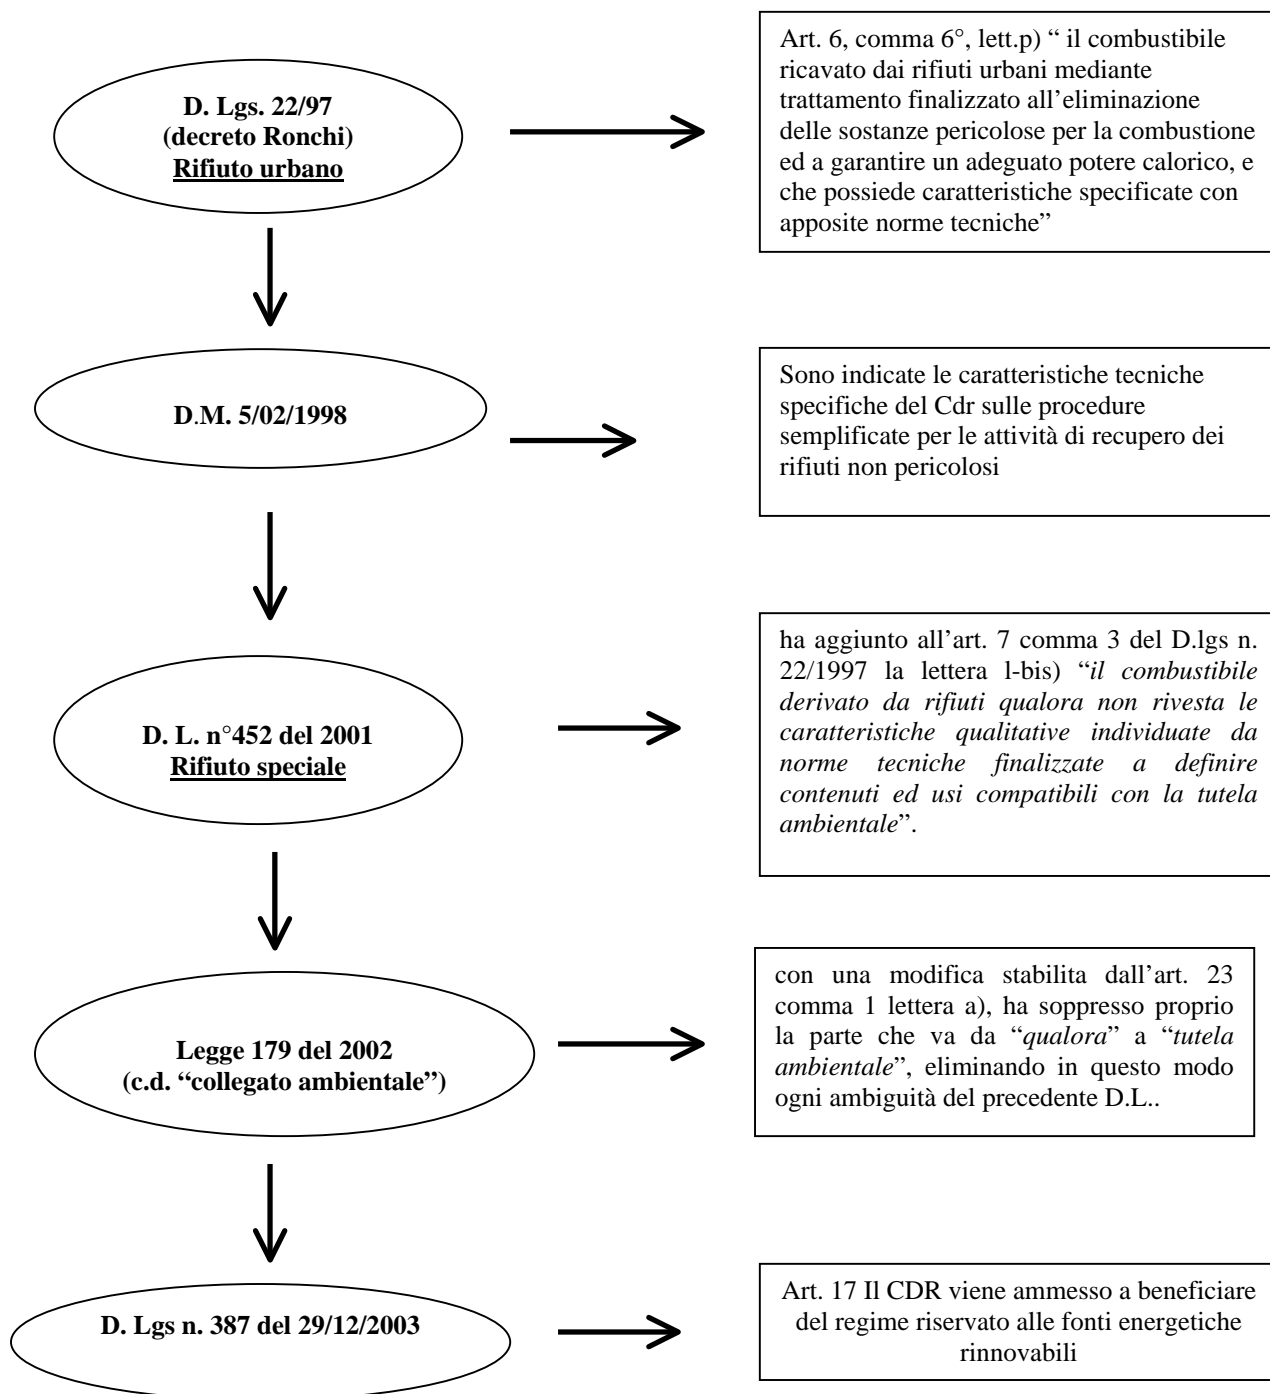 D. Lgs. 22/97
(decreto Ronchi)
Rifiuto urbano
Art. 6, comma 6°, lett.p) “ il combustibile
ricavato dai rifiuti urbani mediante
trattamento finalizzato all’eliminazione
delle sostanze pericolose per la combustione
ed a garantire un adeguato potere calorico, e
che possiede caratteristiche specificate con
apposite norme tecniche”
D.M. 5/02/1998
Sono indicate le caratteristiche tecniche
specifiche del Cdr sulle procedure
semplificate per le attività di recupero dei
rifiuti non pericolosi
D. L. n°452 del 2001
Rifiuto speciale
ha aggiunto all’art. 7 comma 3 del D.lgs n.
22/1997 la lettera l-bis) “il combustibile
derivato da rifiuti qualora non rivesta le
caratteristiche qualitative individuate da
norme tecniche finalizzate a definire
contenuti ed usi compatibili con la tutela
ambientale”.
Legge 179 del 2002
(c.d. “collegato ambientale”)
con una modifica stabilita dall’art. 23
comma 1 lettera a), ha soppresso proprio
la parte che va da “qualora” a “tutela
ambientale”, eliminando in questo modo
ogni ambiguità del precedente D.L..
D. Lgs n. 387 del 29/12/2003
Art. 17 Il CDR viene ammesso a beneficiare
del regime riservato alle fonti energetiche
rinnovabili